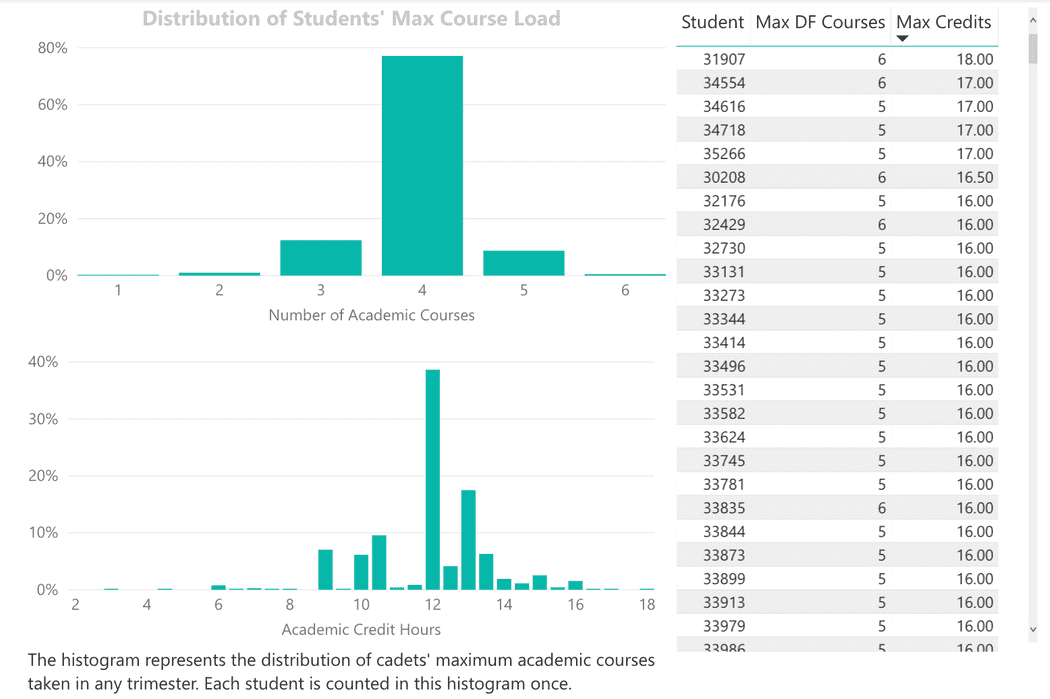 Distribution of Students' Max Course Load
80%
60%
40%
20%
0%
1 2 3 4 5 6
Number of Academic Courses
40%
30%
20%
10%
0%
2 4 6 8 10 12 14 16 18
Academic Credit Hours
The histogram represents the distribution of cadets' maximum academic courses
taken in any trimester. Each student is counted in this histogram once.
Student Max DF Courses Max Credits
31907 6 18.00
34554 6 17.00
34616 5 17.00
34718 5 17.00
35266 5 17.00
30208 6 16.50
32176 5 16.00
32429 6 16.00
32730 5 16.00
33131 5 16.00
33273 5 16.00
33344 5 16.00
33414 5 16.00
33496 5 16.00
33531 5 16.00
33582 5 16.00
33624 5 16.00
33745 5 16.00
33781 5 16.00
33835 6 16.00
33844 5 16.00
33873 5 16.00
33899 5 16.00
33913 5 16.00
33979 5 16.00
33986 5 16.00